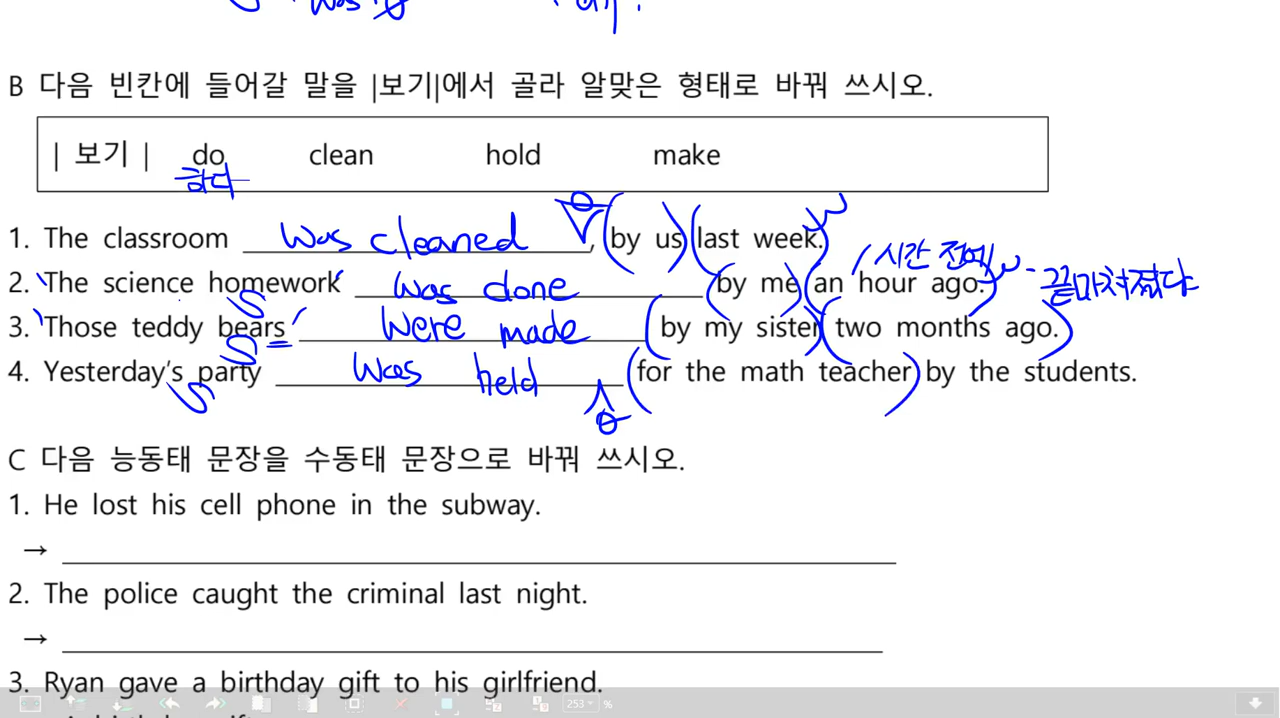 B 다음 빈칸에 들어갈 말을 |보기|에서 골라 알맞은 형태로 바꿔 쓰시오.
| 보기 | do clean hold make
하다
1. The classroom was cleaned by us last week.
시간 전에
2. The science homework was done by me an hour ago. 끝마쳐졌다
S
3. Those teddy bears were made by my sister two months ago.
S
4. Yesterday's party was held for the math teacher by the students.
S
C 다음 능동태 문장을 수동태 문장으로 바꿔 쓰시오.
1. He lost his cell phone in the subway.
→
2. The police caught the criminal last night.
→
3. Ryan gave a birthday gift to his girlfriend.
253 %